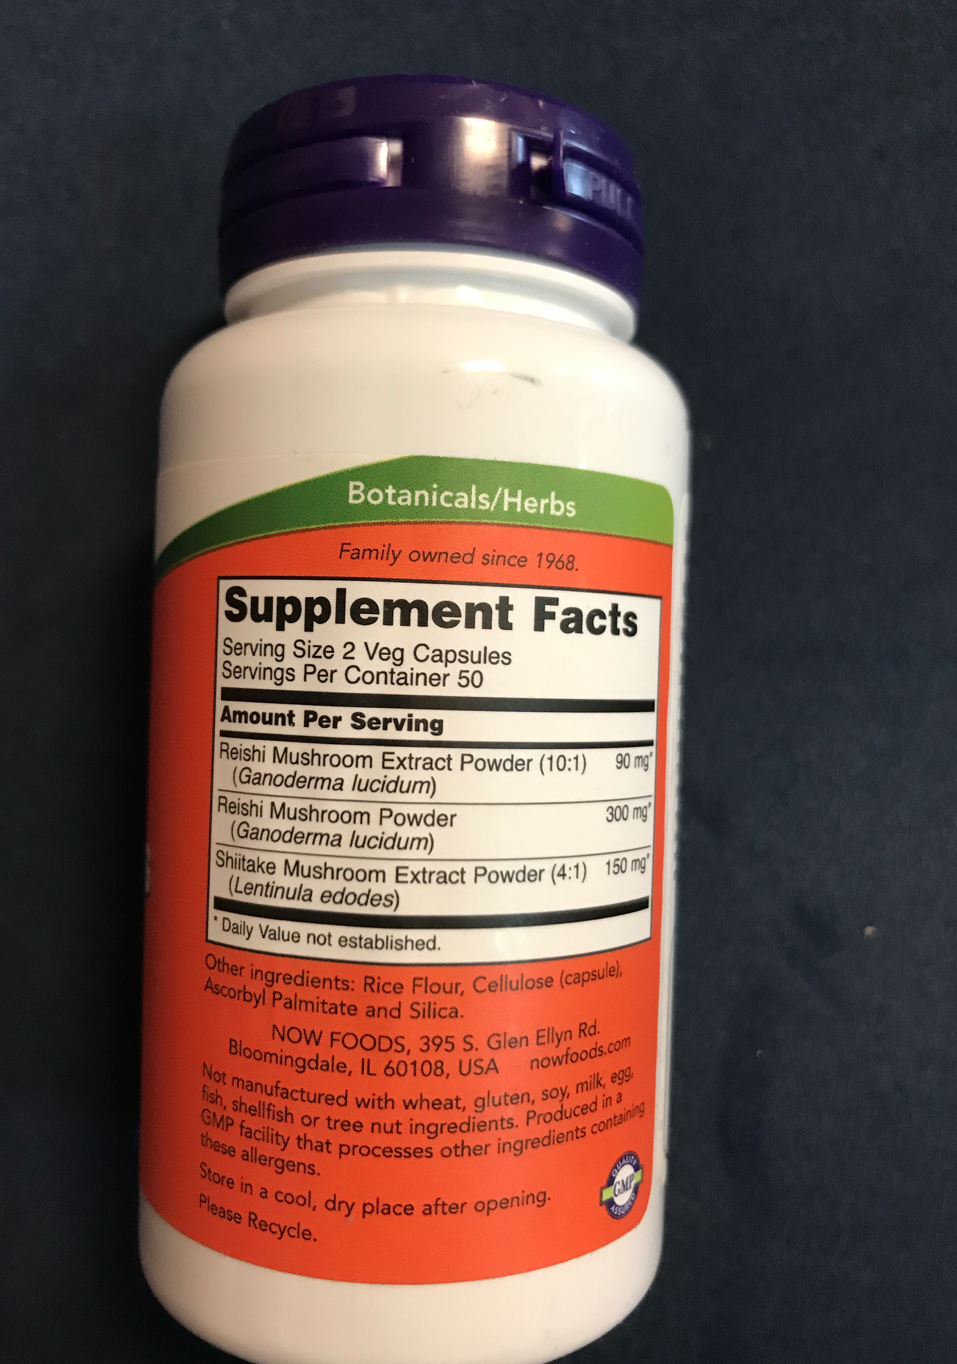 PULL
Botanicals/Herbs
Family owned since 1968.
Supplement Facts
Serving Size 2 Veg Capsules
Servings Per Container 50
Amount Per Serving
Reishi Mushroom Extract Powder (10:1) 90 mg*
(Ganoderma lucidum)
Reishi Mushroom Powder 300 mg*
(Ganoderma lucidum)
Shiitake Mushroom Extract Powder (4:1) 150 mg*
(Lentinula edodes)
* Daily Value not established.
Other ingredients: Rice Flour, Cellulose (capsule),
Ascorbyl Palmitate and Silica.
NOW FOODS, 395 S. Glen Ellyn Rd.
Bloomingdale, IL 60108, USA nowfoods.com
Not manufactured with wheat, gluten, soy, milk, egg,
fish, shellfish or tree nut ingredients. Produced in a
GMP facility that processes other ingredients containing
these allergens.
Store in a cool, dry place after opening.
Please Recycle.
QUALITY
GMP
ASSURED